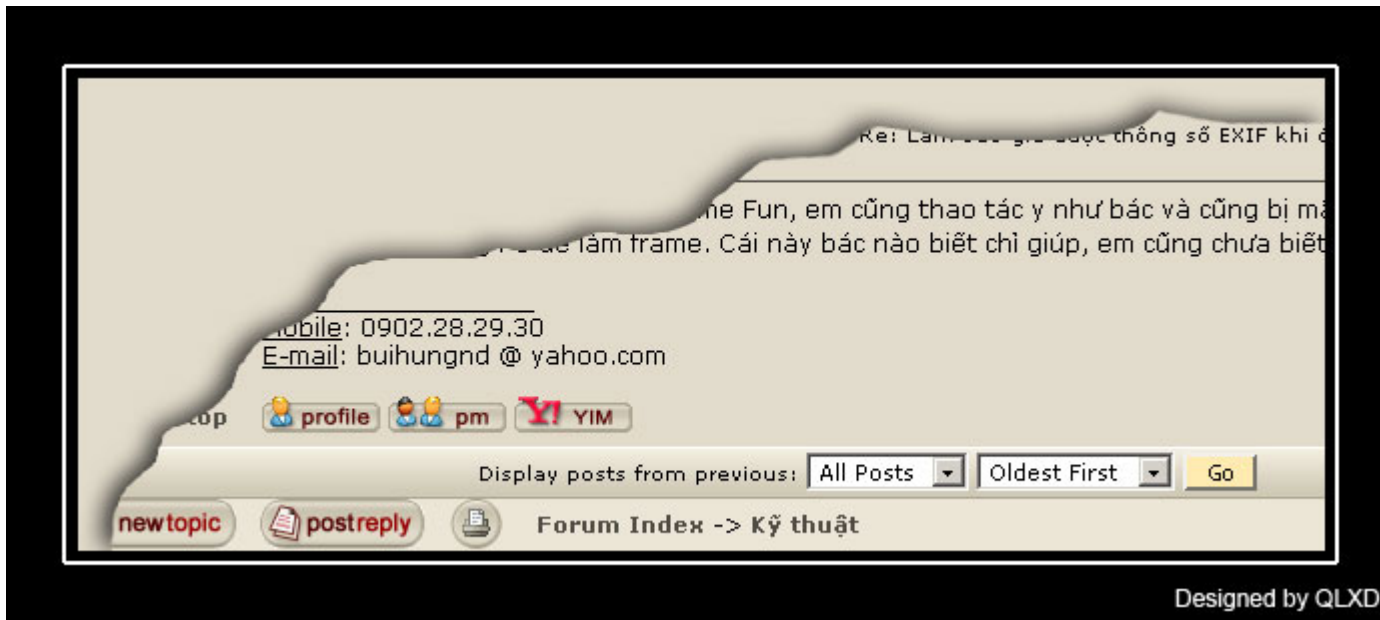 Re: Làm sao giữ được thông số EXIF khi
Fun, em cũng thao tác y như bác và cũng bị
để làm frame. Cái này bác nào biết chỉ giúp, em cũng chưa biết
Mobile: 0902.28.29.30
E-mail: buihungnd @ yahoo.com
top profile pm Y! YIM
Display posts from previous: All Posts Oldest First Go
newtopic postreply Forum Index -> Kỹ thuật
Designed by QLXD